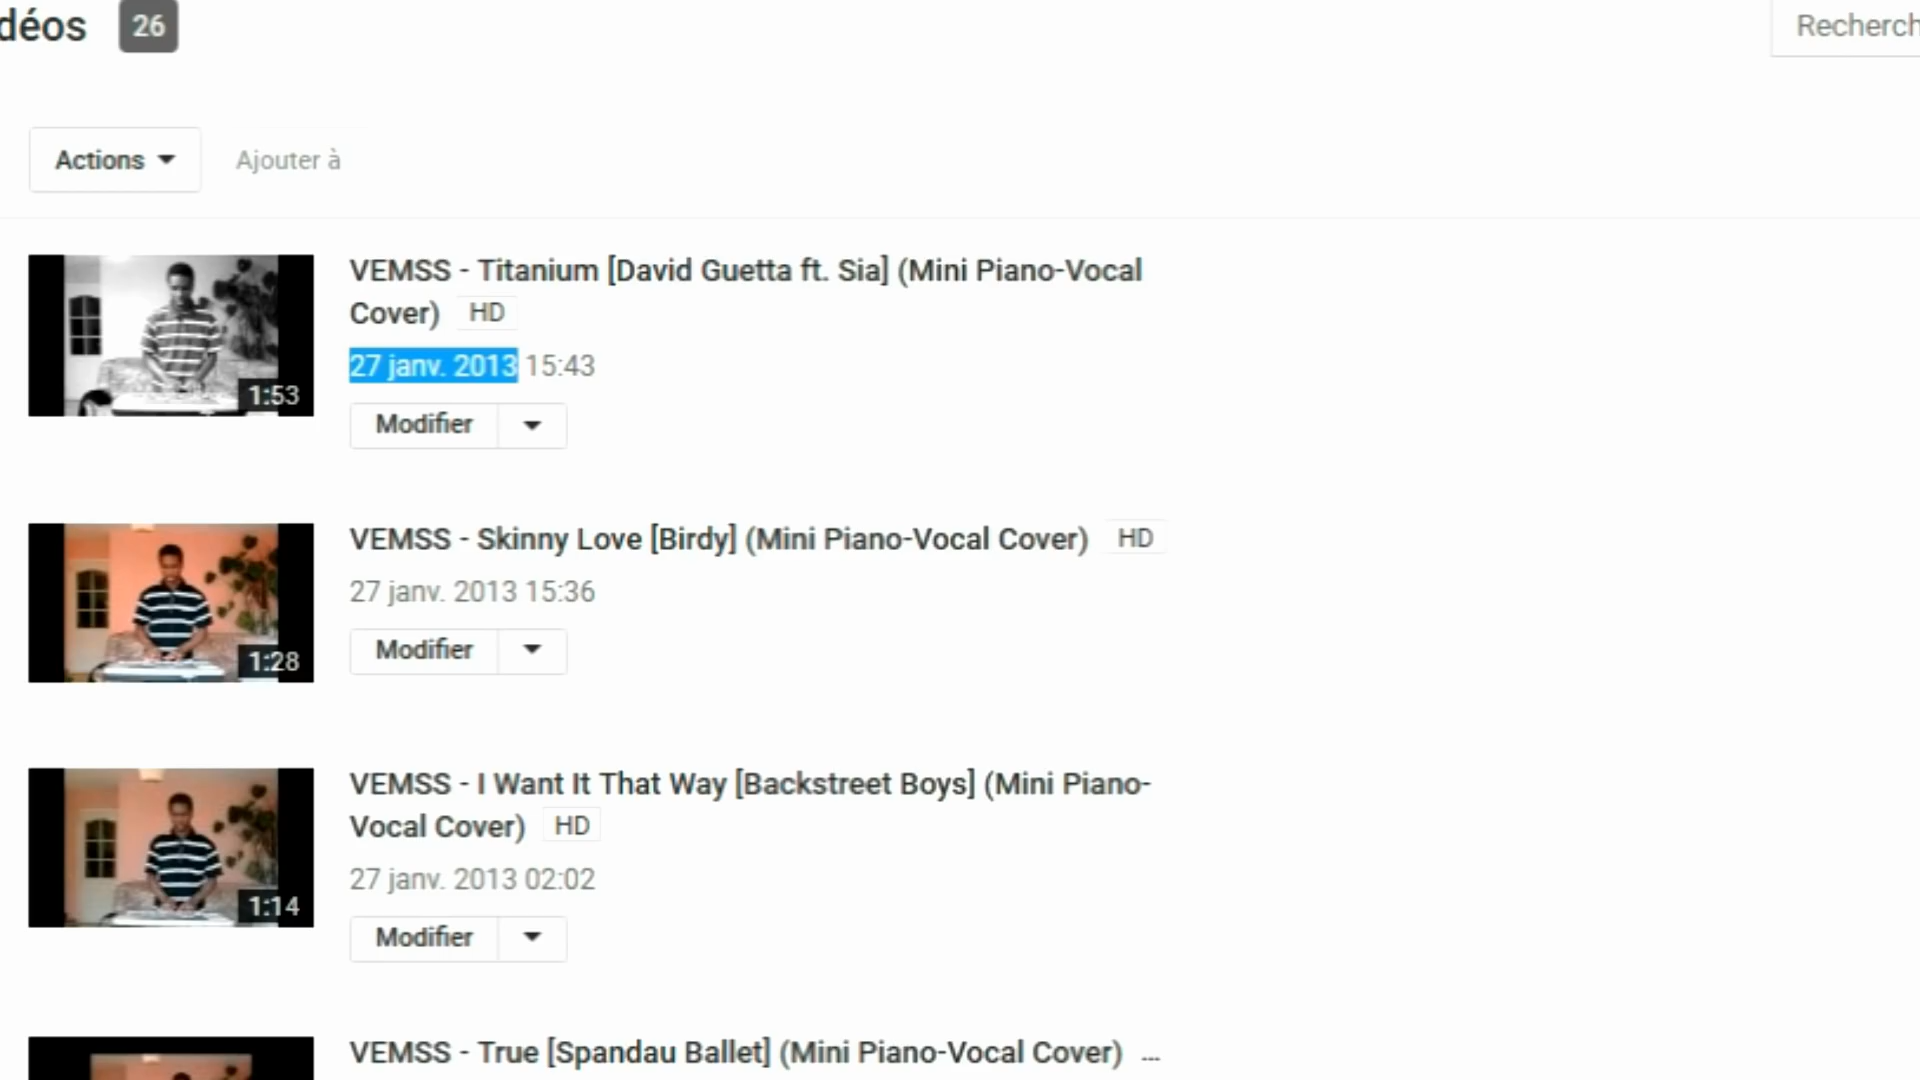 déos 26
Recherch
Actions Ajouter à
VEMSS - Titanium [David Guetta ft. Sia] (Mini Piano-Vocal
Cover) HD
27 janv. 2013 15:43
1:53
Modifier
VEMSS - Skinny Love [Birdy] (Mini Piano-Vocal Cover) HD
27 janv. 2013 15:36
1:28
Modifier
VEMSS - I Want It That Way [Backstreet Boys] (Mini Piano-
Vocal Cover) HD
27 janv. 2013 02:02
1:14
Modifier
VEMSS - True [Spandau Ballet] (Mini Piano-Vocal Cover) ...